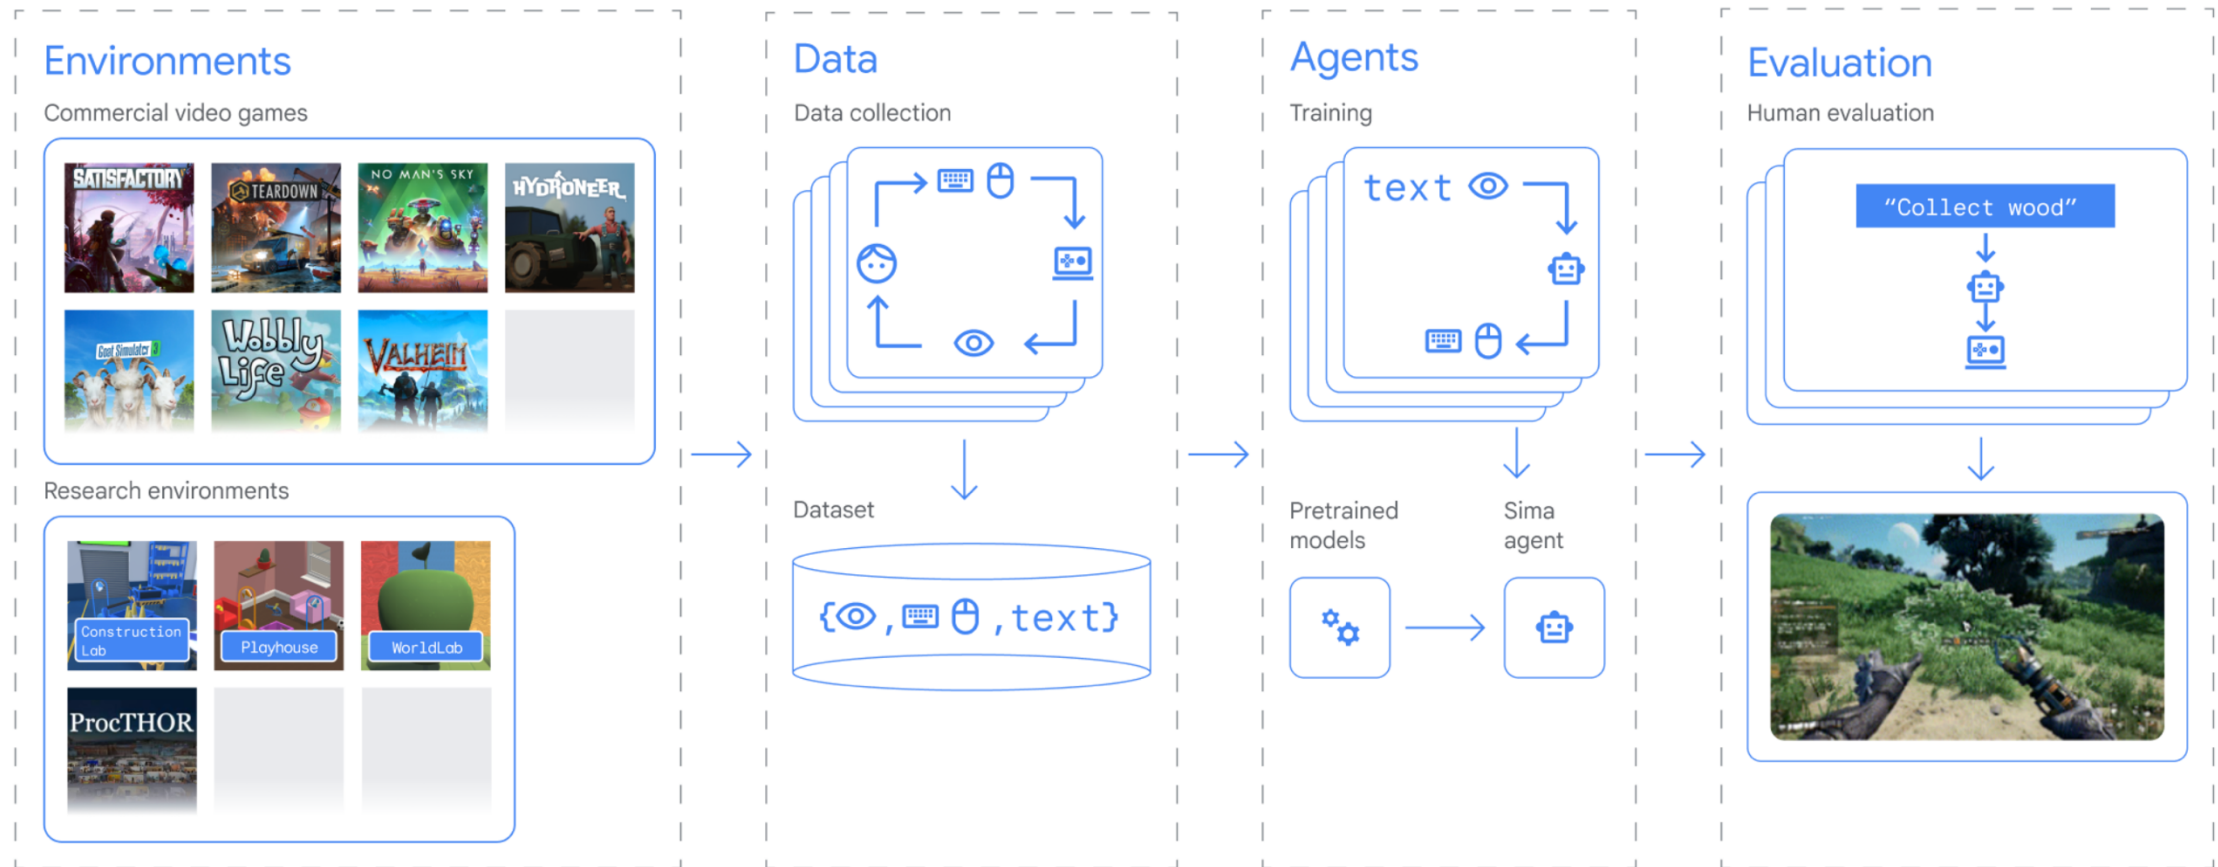 Environments
Commercial video games
SATISFACTORY
TEARDOWN
NO MAN'S SKY
HYDRONEER
Goat Simulator 3
Wobbly
Life
VALHEIM
Research environments
Construction
Lab
Playhouse
WorldLab
ProcTHOR
Data
Data collection
Dataset
{ , ,text}
Agents
Training
text
Pretrained
models
Sima
agent
Evaluation
Human evaluation
“Collect wood”